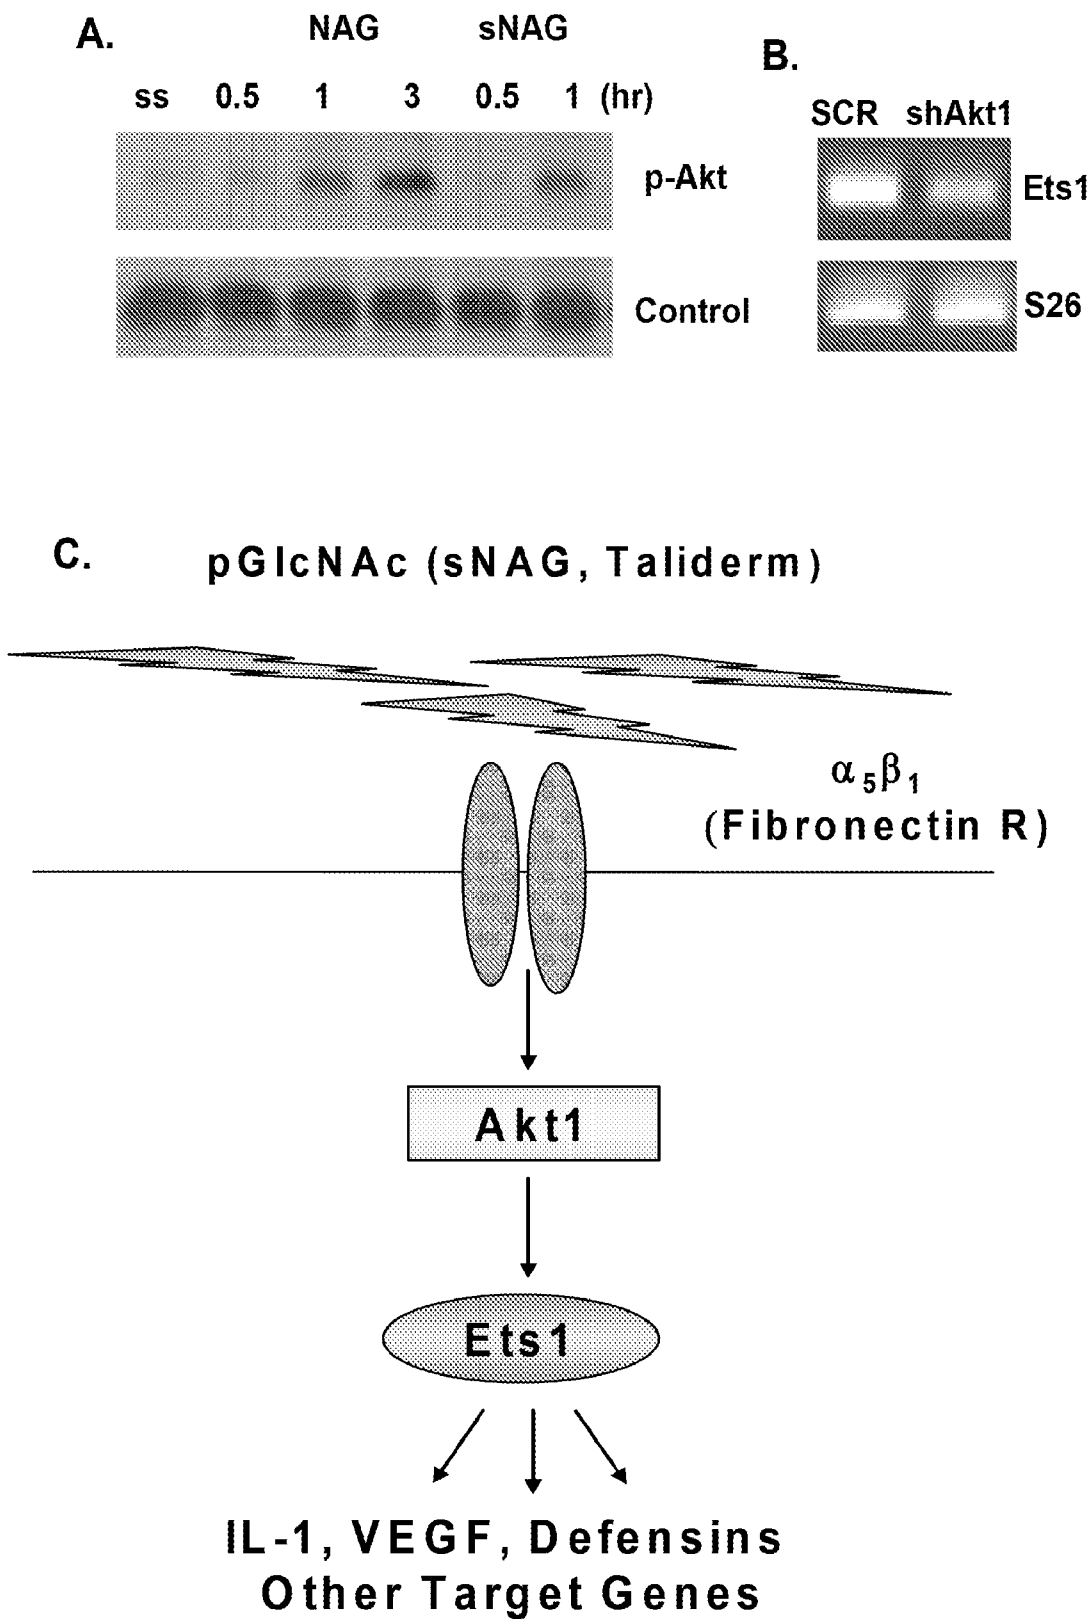 A.
NAG sNAG
ss 0.5 1 3 0.5 1 (hr)
p-Akt
Control
B.
SCR shAkt1
Ets1
S26
C.
pGlcNAc (sNAG, Taliderm)
α5β1
(Fibronectin R)
Akt1
Ets1
IL-1, VEGF, Defensins
Other Target Genes